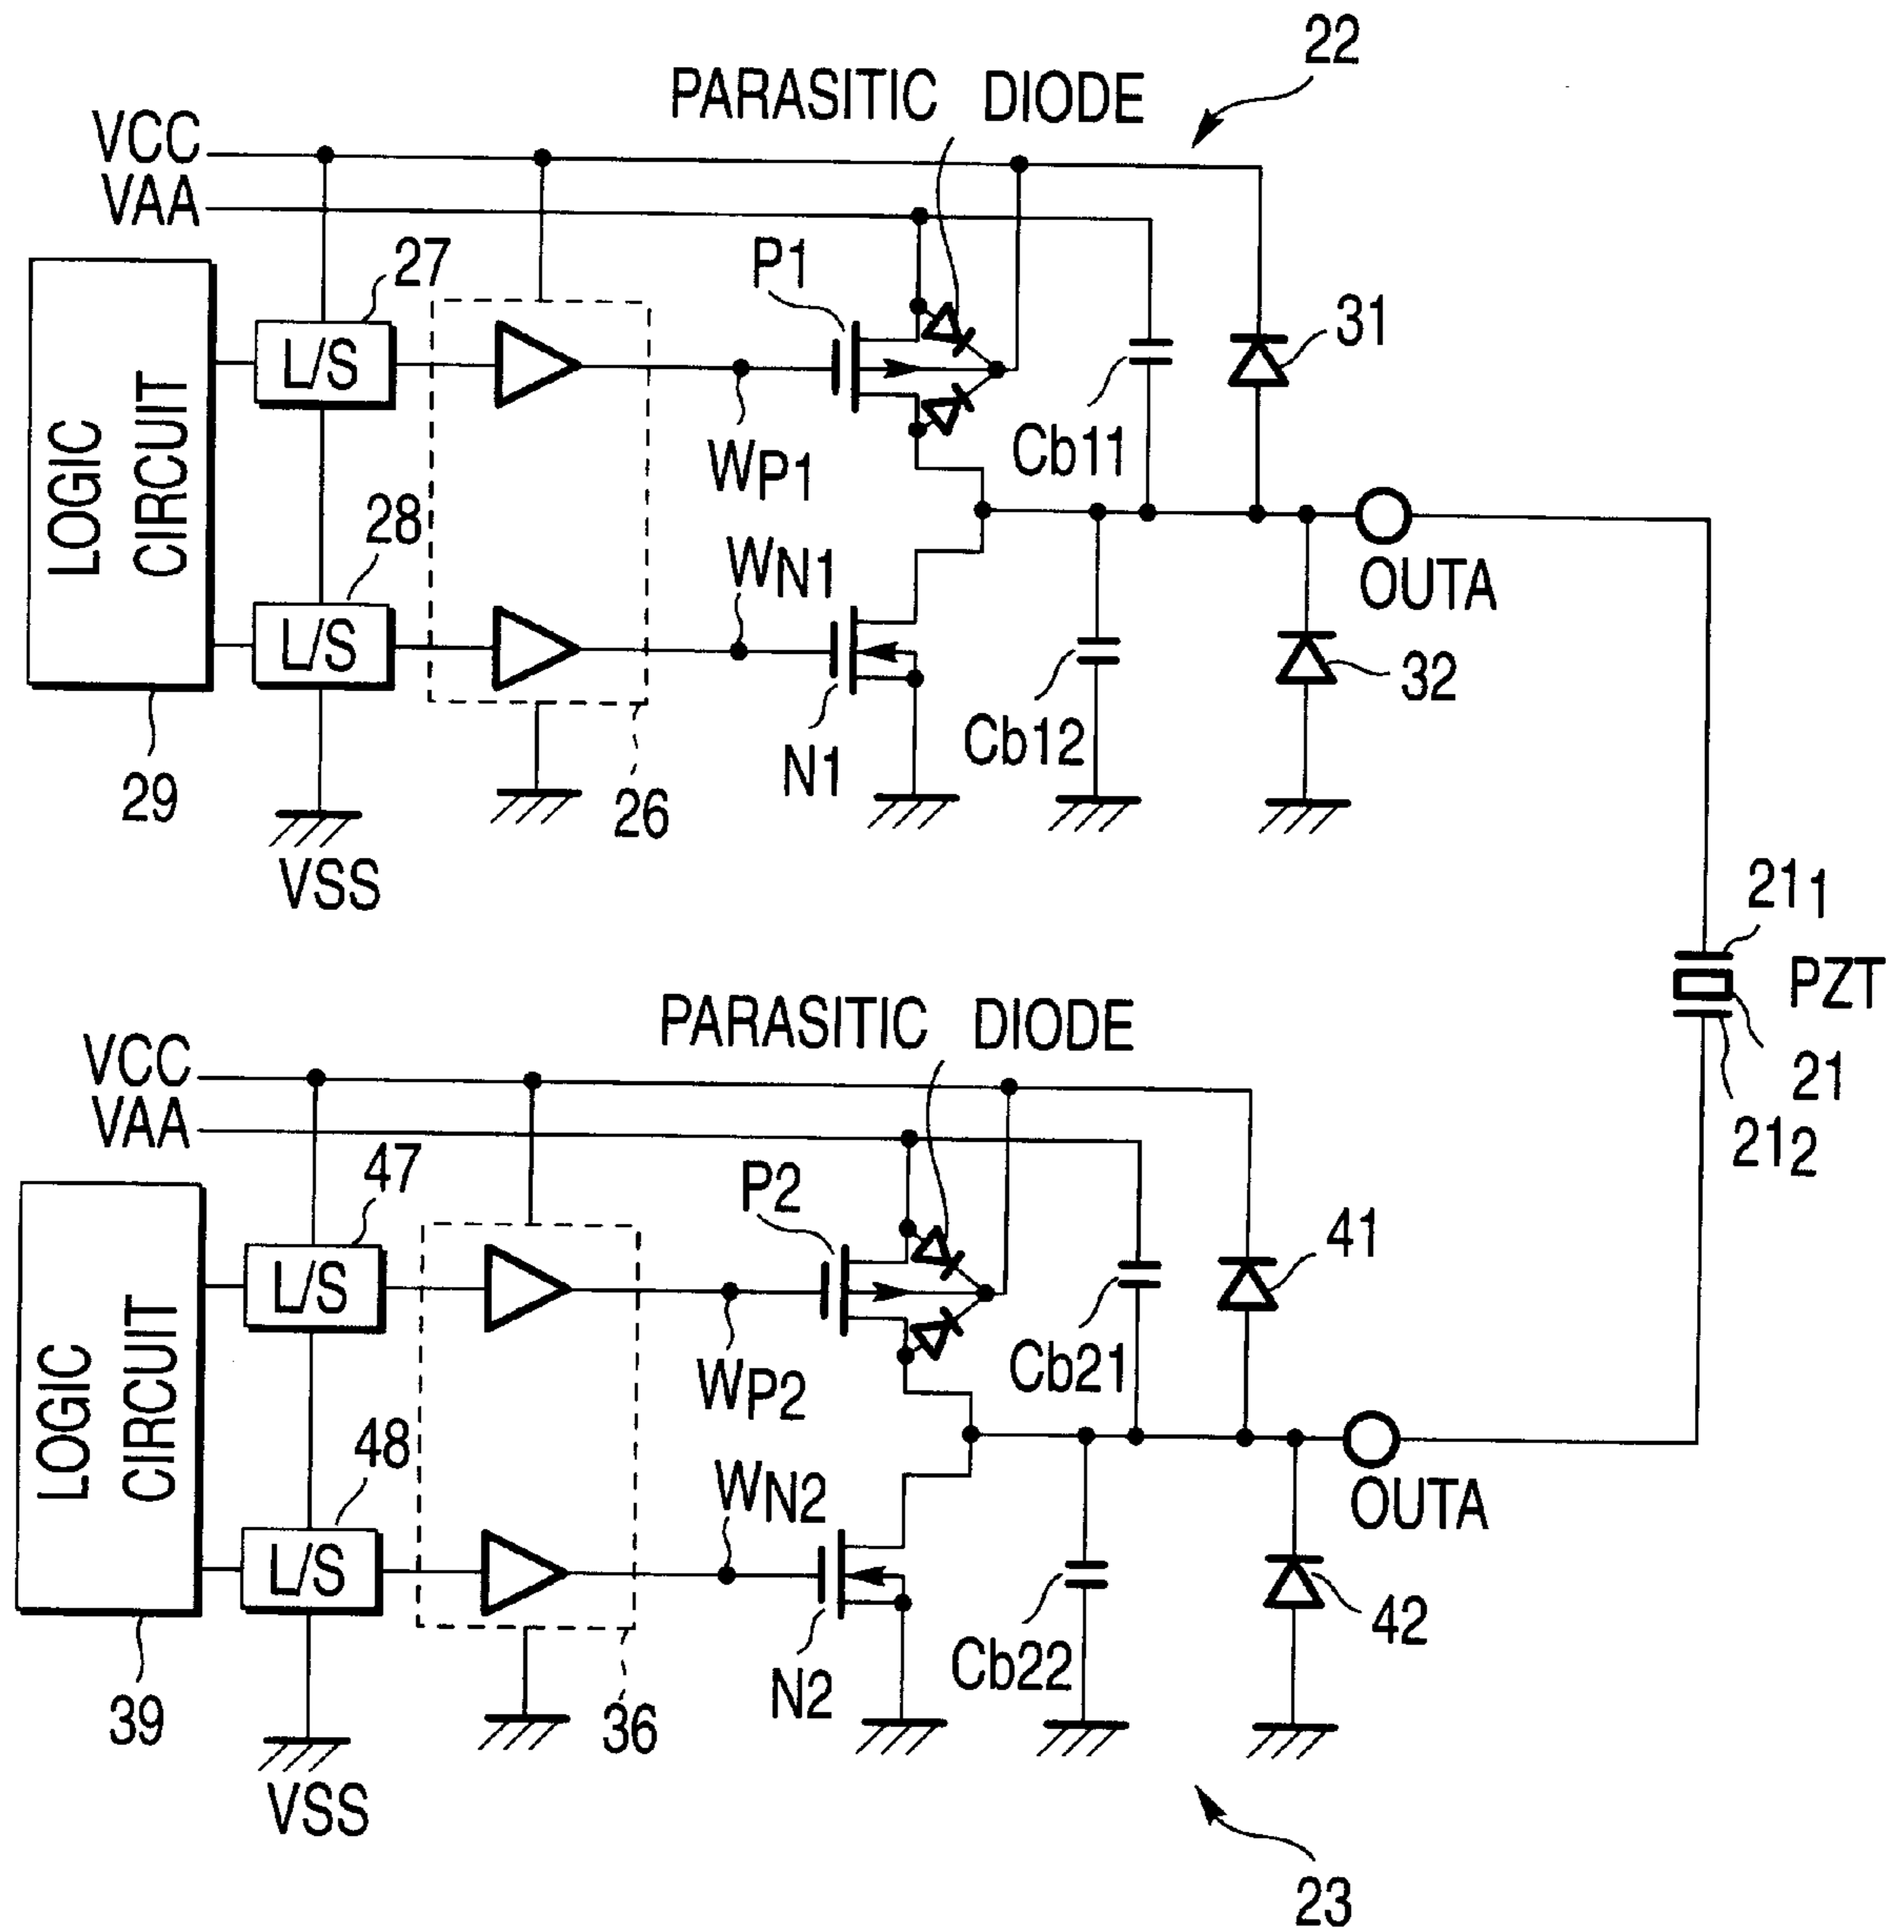 22
PARASITIC DIODE
VCC
VAA
27
P1
L/S
31
LOGIC CIRCUIT
WP1
Cb11
28
WN1
OUTA
L/S
32
Cb12
N1
29
26
VSS
211
PZT
21
212
PARASITIC DIODE
VCC
VAA
47
P2
41
L/S
LOGIC CIRCUIT
WP2
Cb21
48
WN2
OUTA
L/S
42
Cb22
N2
39
36
VSS
23